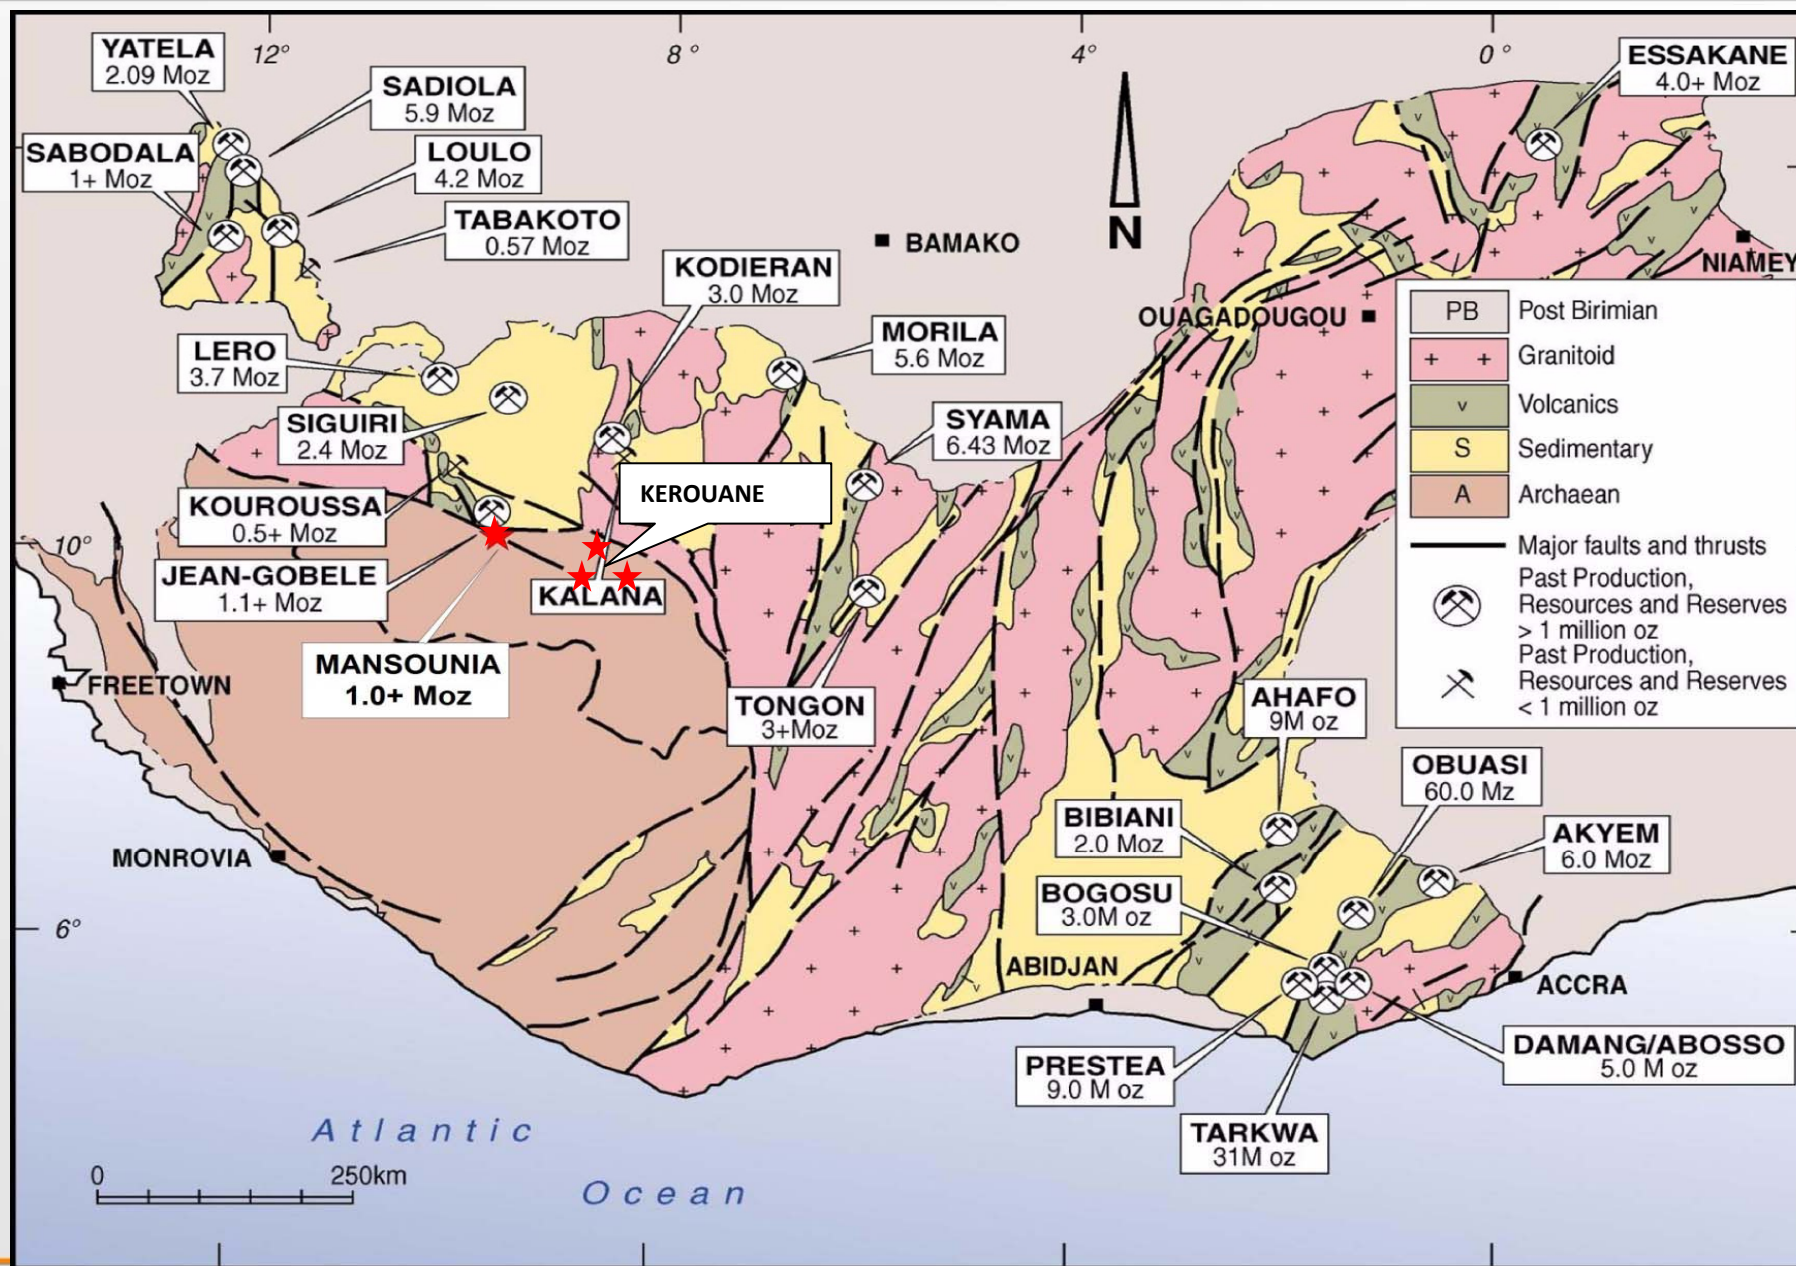 12°
8°
4°
0°
YATELA
2.09 Moz
SADIOLA
5.9 Moz
ESSAKANE
4.0+ Moz
SABODALA
1+ Moz
LOULO
4.2 Moz
TABAKOTO
0.57 Moz
BAMAKO
N
NIAMEY
KODIERAN
3.0 Moz
OUAGADOUGOU
LERO
3.7 Moz
MORILA
5.6 Moz
SIGUIRI
2.4 Moz
SYAMA
6.43 Moz
KEROUANE
KOUROUSSA
0.5+ Moz
10°
JEAN-GOBELE
1.1+ Moz
KALANA
MANSOUNIA
1.0+ Moz
FREETOWN
TONGON
3+Moz
PB Post Birimian
+ + Granitoid
v Volcanics
S Sedimentary
A Archaean
Major faults and thrusts
Past Production,
Resources and Reserves
> 1 million oz
Past Production,
Resources and Reserves
< 1 million oz
AHAFO
9M oz
OBUASI
60.0 Mz
BIBIANI
2.0 Moz
AKYEM
6.0 Moz
MONROVIA
BOGOSU
3.0M oz
6°
ABIDJAN
ACCRA
PRESTEA
9.0 M oz
DAMANG/ABOSSO
5.0 M oz
TARKWA
31M oz
Atlantic
Ocean
0 250km